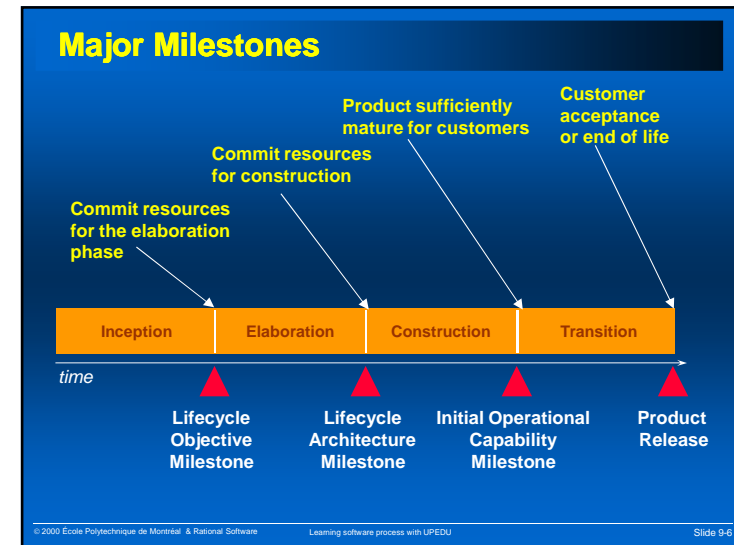 Major Milestones
Customer
acceptance
or end of life
Product sufficiently
mature for customers
Commit resources
for construction
Commit resources
for the elaboration
phase
Inception
Elaboration
Construction
Transition
time
Lifecycle
Objective
Milestone
Lifecycle
Architecture
Milestone
Initial Operational
Capability
Milestone
Product
Release
© 2000 École Polytechnique de Montréal & Rational Software
Learning software process with UPEDU
Slide 9-6